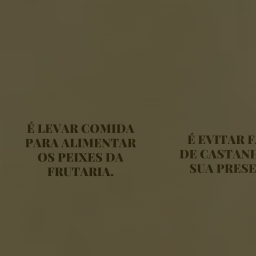 É LEVAR COMIDA
PARA ALIMENTAR
OS PEIXES DA
FRUTARIA.
É EVITAR
DE
SUA